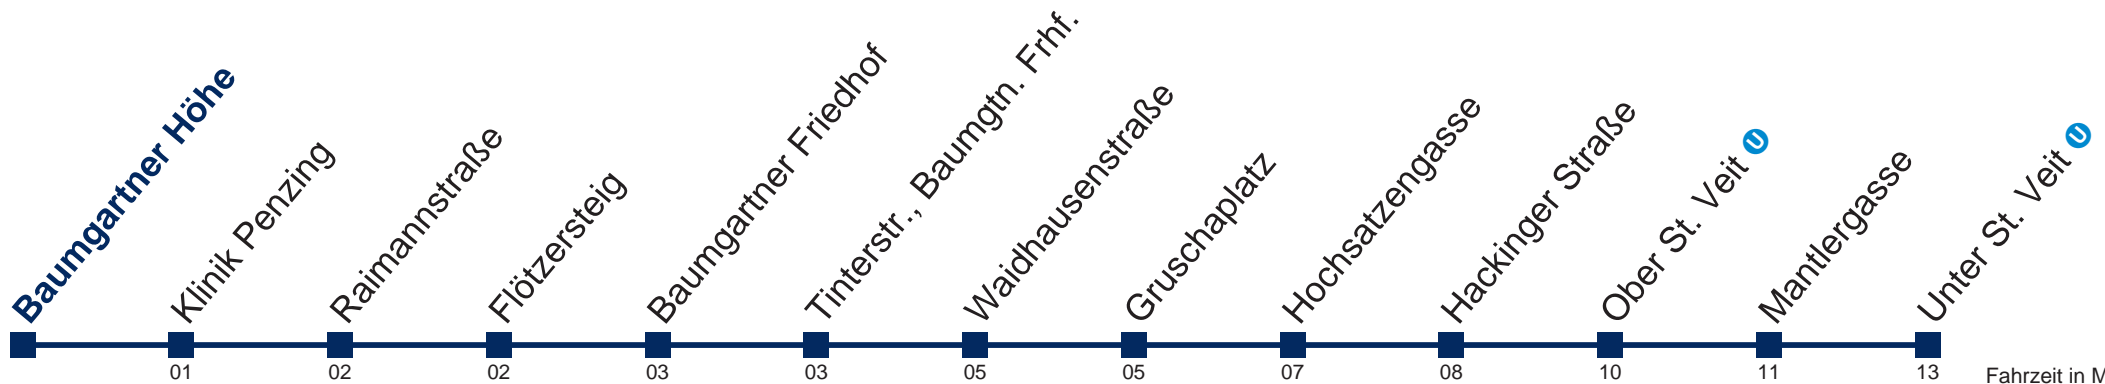 Baumgartner Höhe
Klinik Penzing
Raimannstraße
Flötzersteig
Baumgartner Friedhof
Tinterstr., Baumgtn. Frhf.
Waidhausenstraße
Gruschaplatz
Hochsatzengasse
Hackinger Straße
Ober St. Veit U
Mantlergasse
Unter St. Veit U
01
02
02
03
03
05
05
07
08
10
11
13
Fahrzeit in M